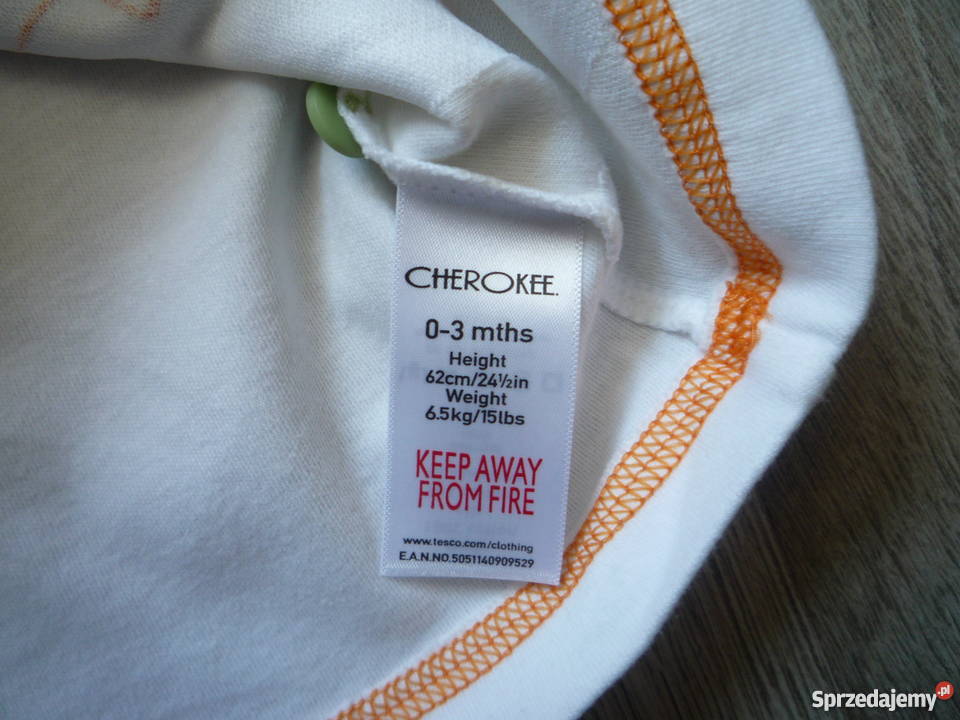 CHEROKEE.
0-3 mths
Height
62cm/24½in
Weight
6.5kg/15lbs
KEEP AWAY
FROM FIRE
www.tesco.com/clothing
E.A.N.NO.5051140909529
Sprzedajemy.pl